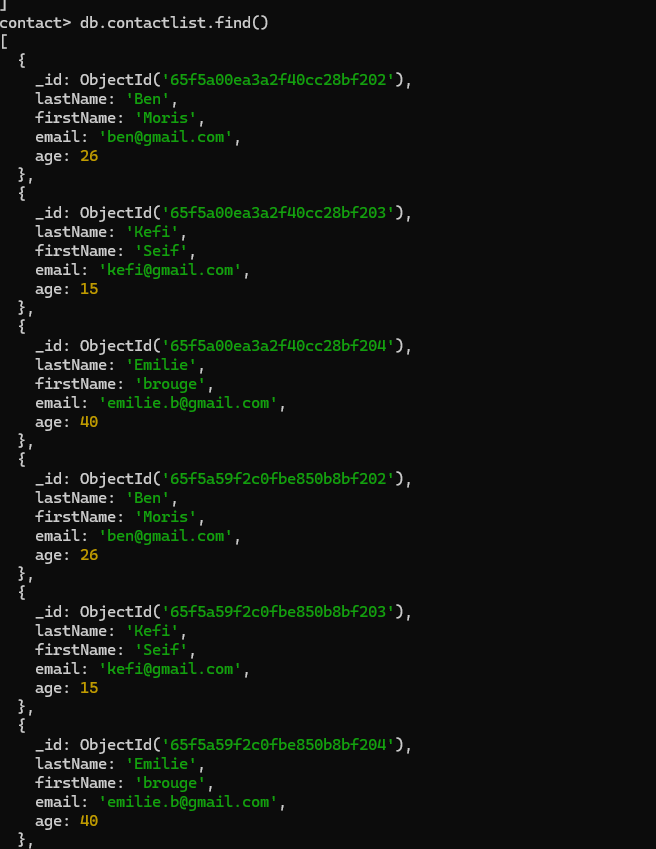 ]
contact> db.contactlist.find()
[
  {
    _id: ObjectId('65f5a00ea3a2f40cc28bf202'),
    lastName: 'Ben',
    firstName: 'Moris',
    email: 'ben@gmail.com',
    age: 26
  },
  {
    _id: ObjectId('65f5a00ea3a2f40cc28bf203'),
    lastName: 'Kefi',
    firstName: 'Seif',
    email: 'kefi@gmail.com',
    age: 15
  },
  {
    _id: ObjectId('65f5a00ea3a2f40cc28bf204'),
    lastName: 'Emilie',
    firstName: 'brouge',
    email: 'emilie.b@gmail.com',
    age: 40
  },
  {
    _id: ObjectId('65f5a59f2c0fbe850b8bf202'),
    lastName: 'Ben',
    firstName: 'Moris',
    email: 'ben@gmail.com',
    age: 26
  },
  {
    _id: ObjectId('65f5a59f2c0fbe850b8bf203'),
    lastName: 'Kefi',
    firstName: 'Seif',
    email: 'kefi@gmail.com',
    age: 15
  },
  {
    _id: ObjectId('65f5a59f2c0fbe850b8bf204'),
    lastName: 'Emilie',
    firstName: 'brouge',
    email: 'emilie.b@gmail.com',
    age: 40
  },